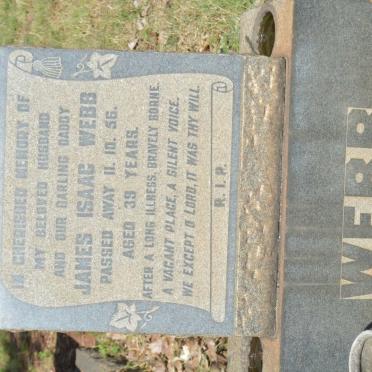 IN CHERISHED MEMORY OF
MY BELOVED HUSBAND
AND OUR DARLING DADDY
JAMES ISAAC WEBB
PASSED AWAY 11. 10. 56.
AGED 39 YEARS.
AFTER A LONG ILLNESS, BRAVELY BORNE.
A VACANT PLACE, A SILENT VOICE,
WE EXCEPT O LORD, IT WAS THY WILL.
R. I. P.
WEBB